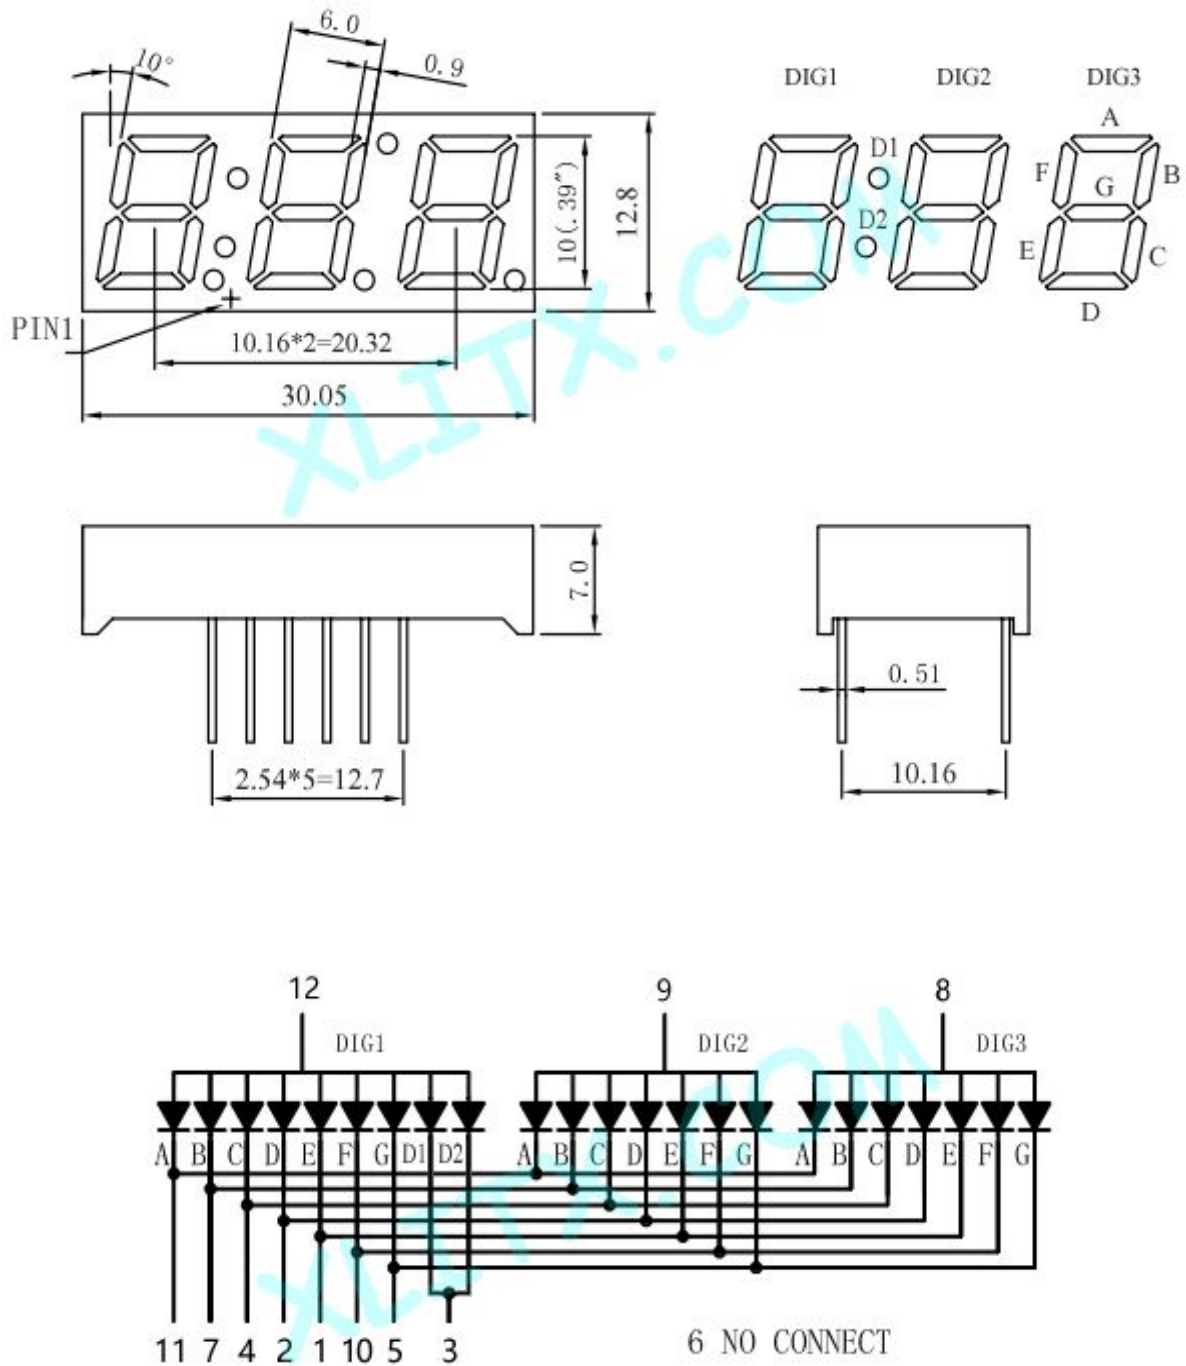 6.0
10°
0.9
DIG1 DIG2 DIG3
A
D1
F B
G
10(.39")
12.8
D2
E C
D
PIN1
10.16*2=20.32
30.05
XLITX.COM
7.0
0.51
2.54*5=12.7
10.16
12 9 8
DIG1 DIG2 DIG3
A B C D E F G D1 D2 A B C D E F G A B C D E F G
XLITX.COM
11 7 4 2 1 10 5 3
6 NO CONNECT